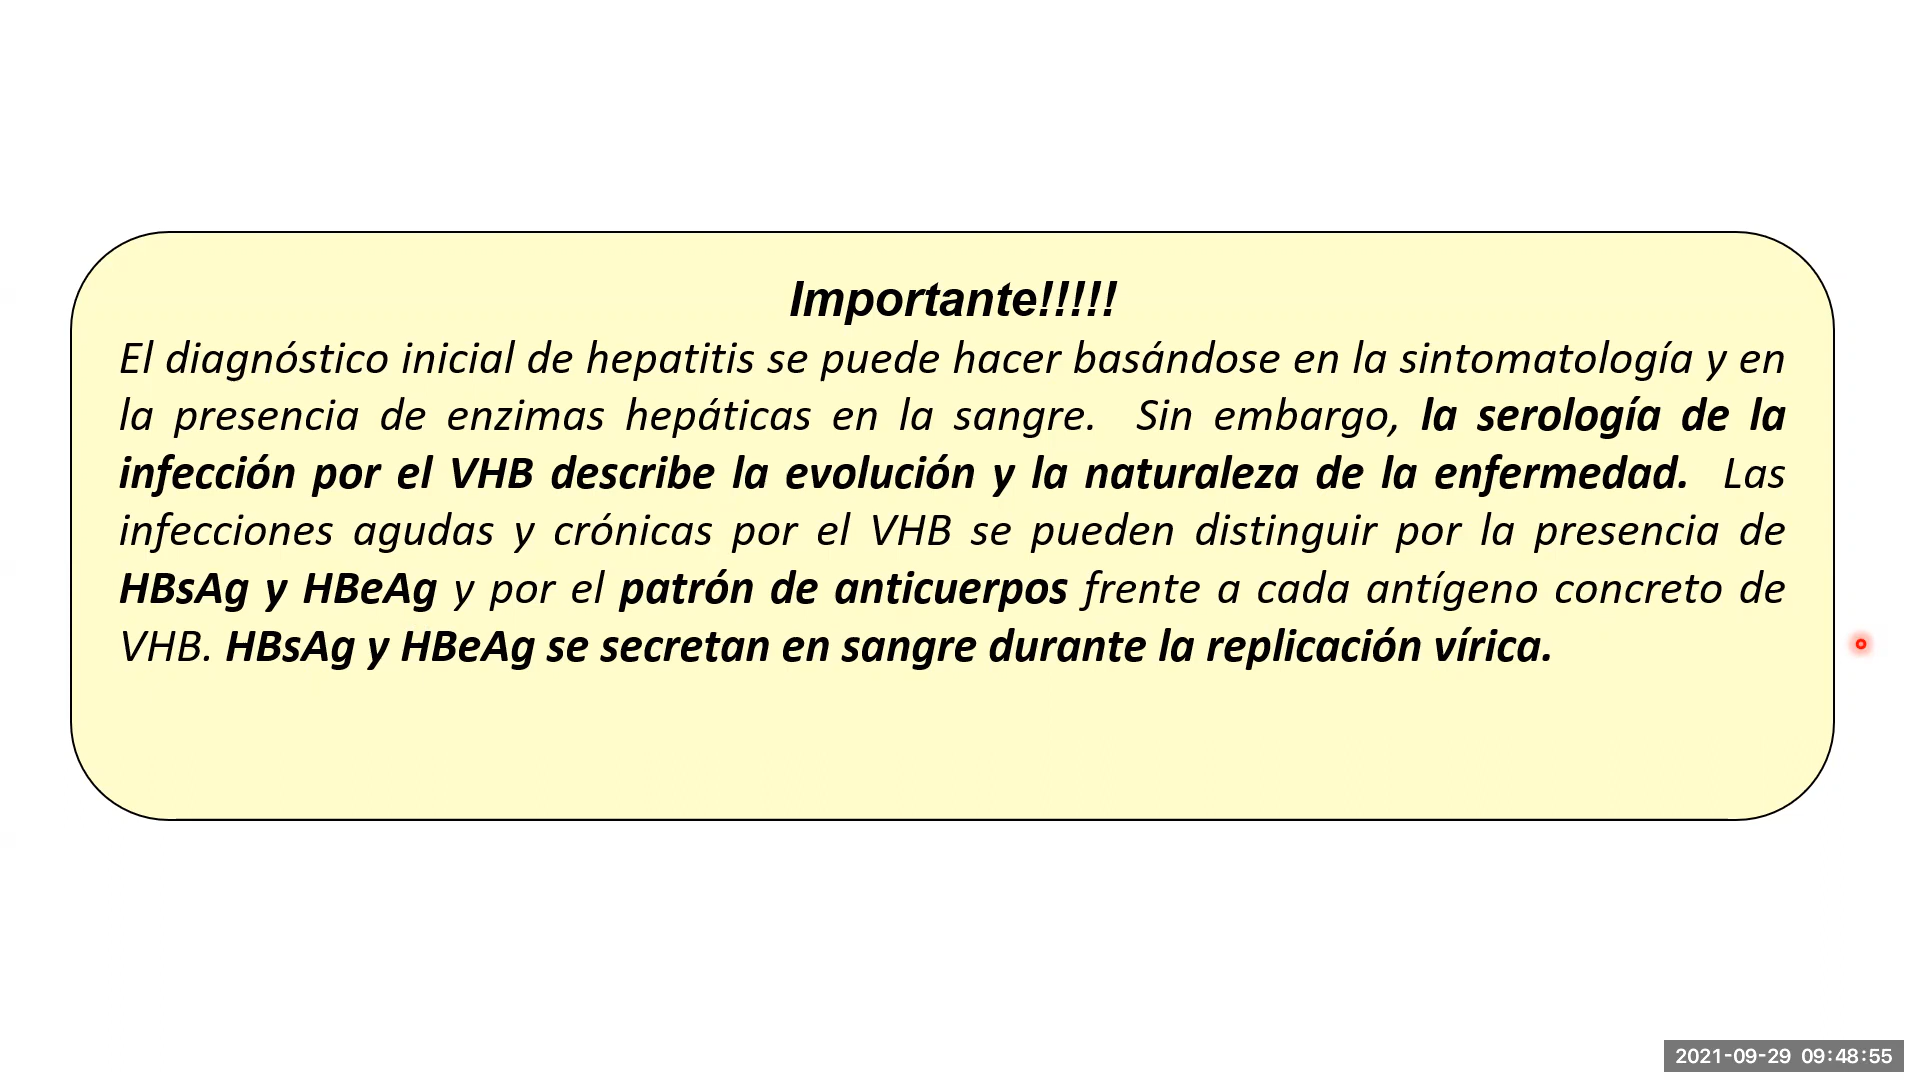 Importante!!!!!
El diagnóstico inicial de hepatitis se puede hacer basándose en la sintomatología y en
la presencia de enzimas hepáticas en la sangre.  Sin embargo, la serología de la
infección por el VHB describe la evolución y la naturaleza de la enfermedad.  Las
infecciones agudas y crónicas por el VHB se pueden distinguir por la presencia de
HBsAg y HBeAg y por el patrón de anticuerpos frente a cada antígeno concreto de
VHB. HBsAg y HBeAg se secretan en sangre durante la replicación vírica.
2021-09-29 09:48:55